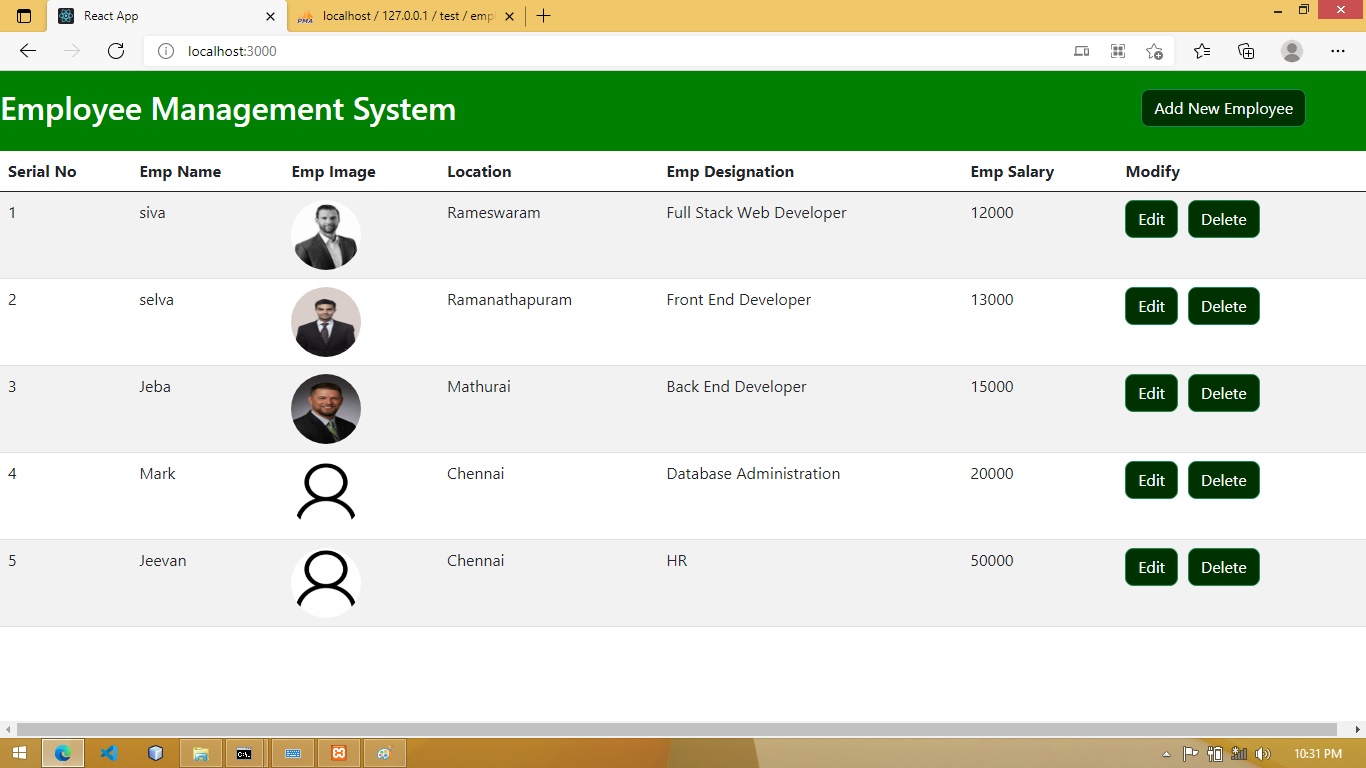 React App
localhost / 127.0.0.1 / test / emp
localhost:3000
Employee Management System
Add New Employee
Serial No Emp Name Emp Image Location Emp Designation Emp Salary Modify
1 siva Rameswaram Full Stack Web Developer 12000 Edit Delete
2 selva Ramanathapuram Front End Developer 13000 Edit Delete
3 Jeba Mathurai Back End Developer 15000 Edit Delete
4 Mark Chennai Database Administration 20000 Edit Delete
5 Jeevan Chennai HR 50000 Edit Delete
10:31 PM